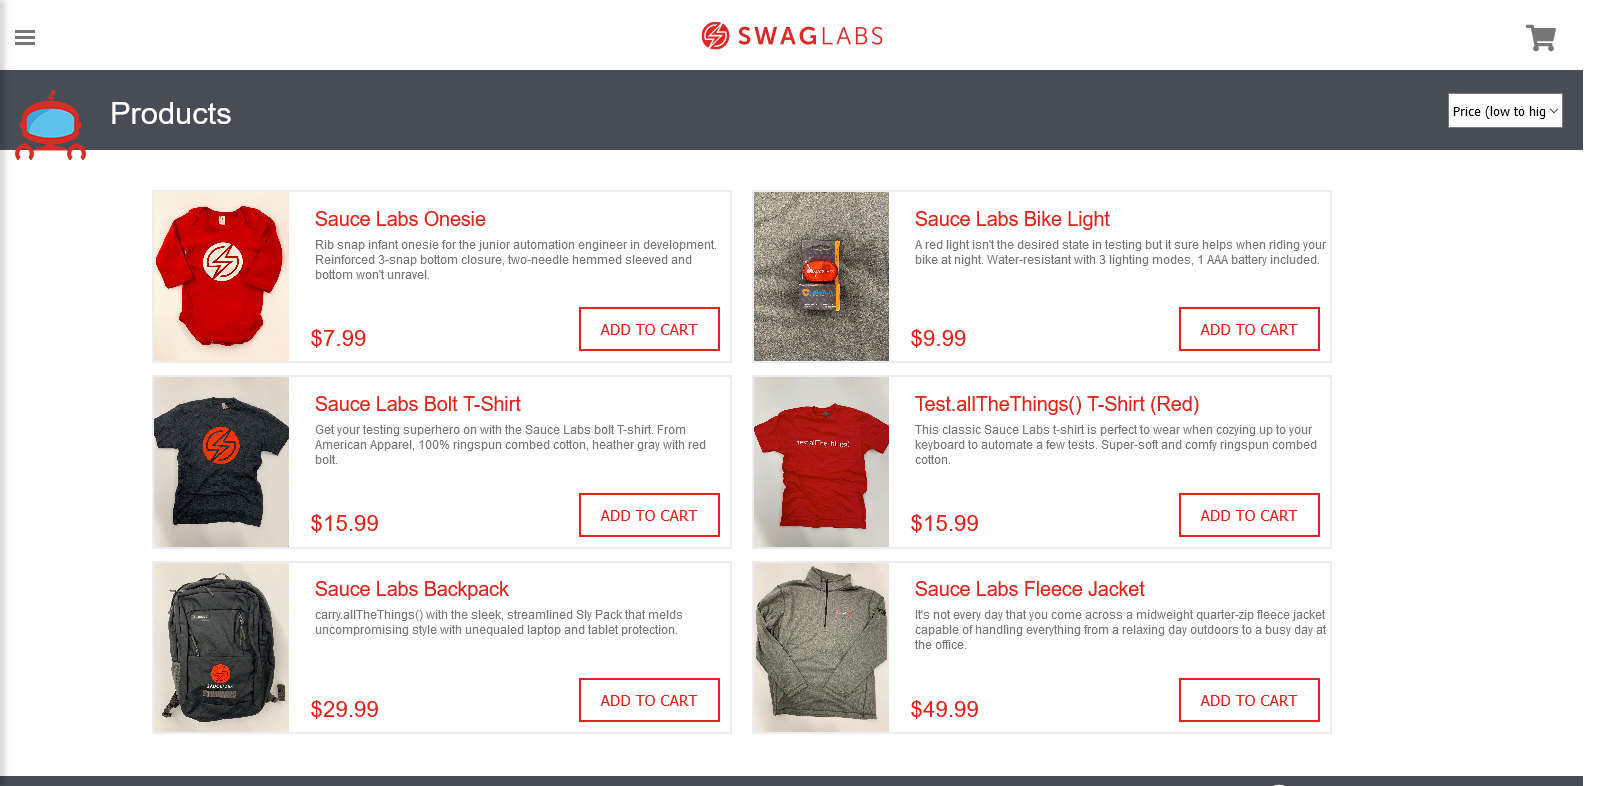 SWAGLABS
Products
Price (low to hig
Sauce Labs Onesie
Rib snap infant onesie for the junior automation engineer in development.
Reinforced 3-snap bottom closure, two-needle hemmed sleeved and
bottom won't unravel.
$7.99
ADD TO CART
Sauce Labs Bike Light
A red light isn't the desired state in testing but it sure helps when riding your
bike at night. Water-resistant with 3 lighting modes, 1 AAA battery included.
$9.99
ADD TO CART
Sauce Labs Bolt T-Shirt
Get your testing superhero on with the Sauce Labs bolt T-shirt. From
American Apparel, 100% ringspun combed cotton, heather gray with red
bolt.
$15.99
ADD TO CART
Test.allTheThings() T-Shirt (Red)
This classic Sauce Labs t-shirt is perfect to wear when cozying up to your
keyboard to automate a few tests. Super-soft and comfy ringspun combed
cotton.
$15.99
ADD TO CART
Sauce Labs Backpack
carry.allTheThings() with the sleek, streamlined Sly Pack that melds
uncompromising style with unequaled laptop and tablet protection.
$29.99
ADD TO CART
Sauce Labs Fleece Jacket
It's not every day that you come across a midweight quarter-zip fleece jacket
capable of handling everything from a relaxing day outdoors to a busy day at
the office.
$49.99
ADD TO CART